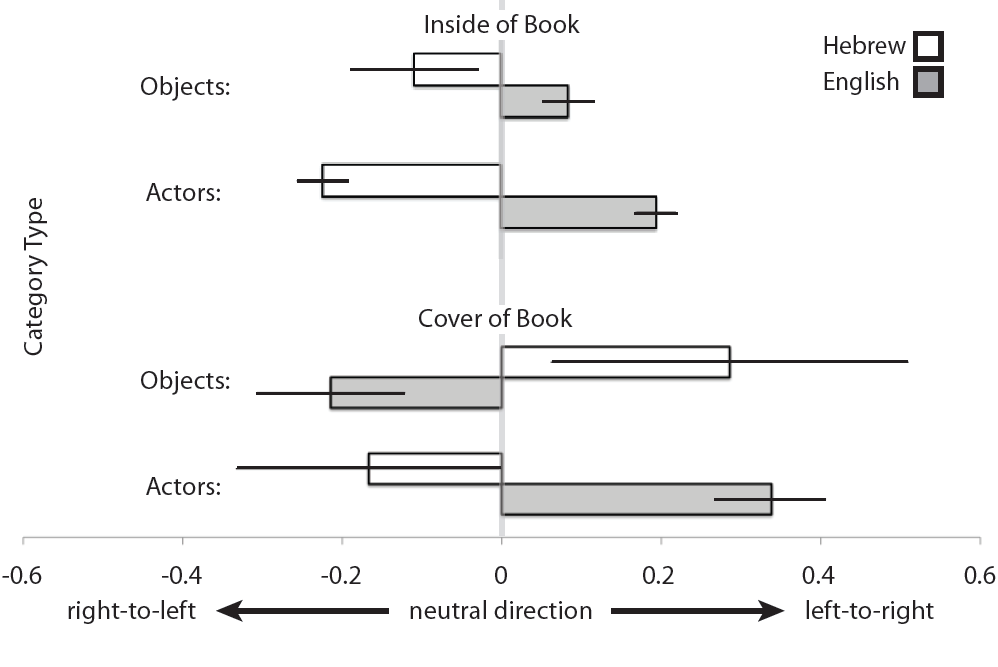 Inside of Book
Hebrew
English
Objects:
Actors:
Category Type
Cover of Book
Objects:
Actors:
-0.6 -0.4 -0.2 0 0.2 0.4 0.6
right-to-left neutral direction left-to-right